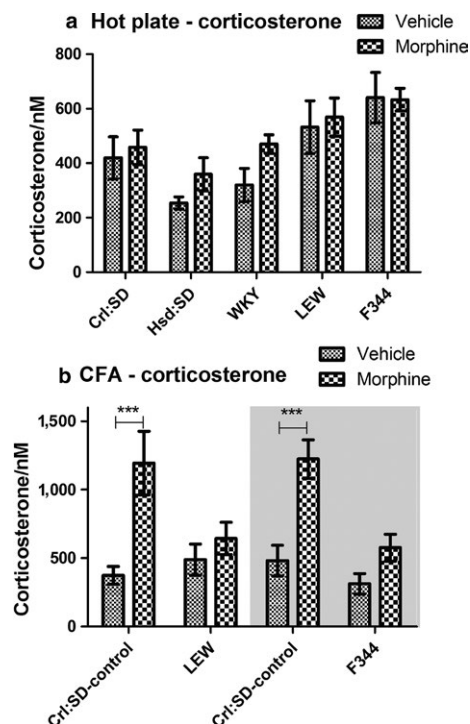 a Hot plate - corticosterone
Vehicle
Morphine
Corticosterone/nM
800
600
400
200
0
Crl:SD
Hsd:SD
WKY
LEW
F344
b CFA - corticosterone
Vehicle
Morphine
Corticosterone/nM
1,500
1,000
500
0
***
***
Crl:SD-control
LEW
Crl:SD-control
F344